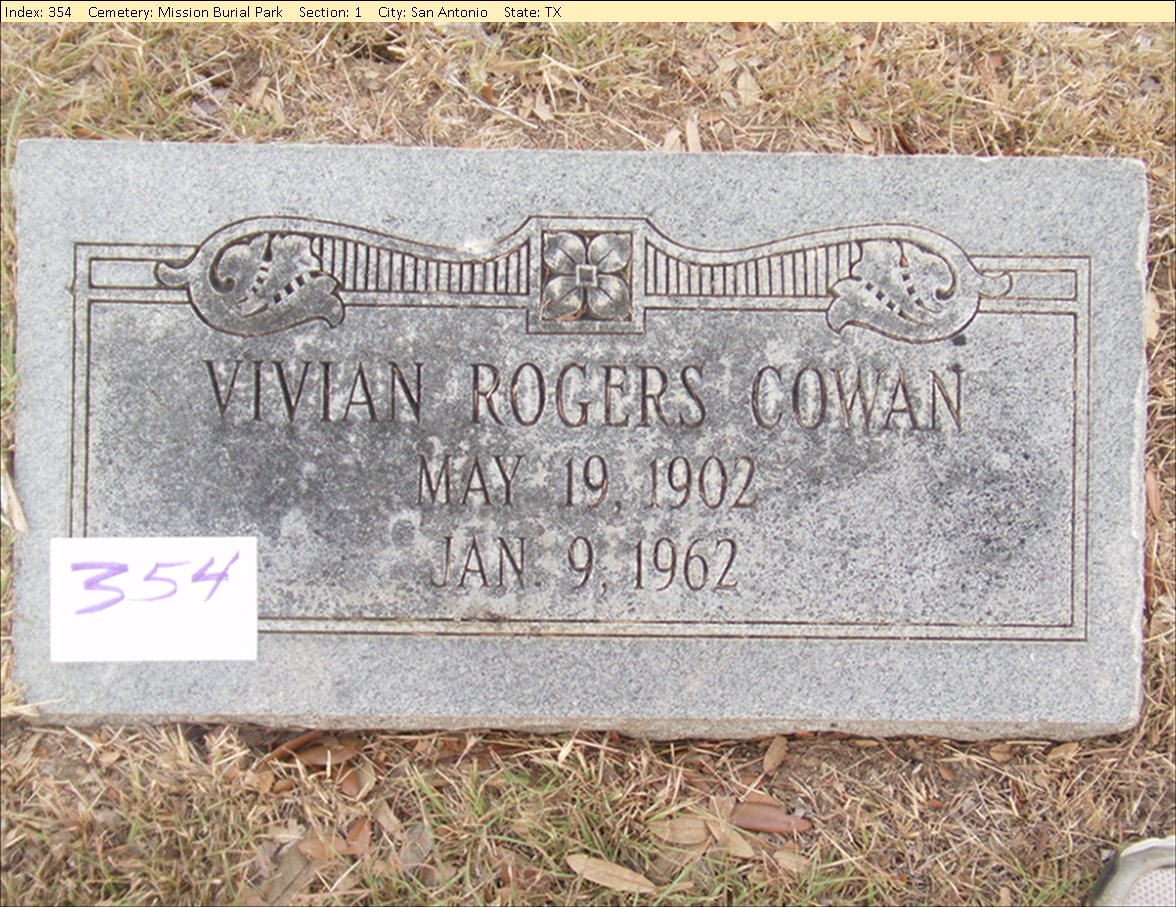 Index: 354 Cemetery: Mission Burial Park Section: 1 City: San Antonio State: TX
VIVIAN ROGERS COWAN
MAY 19, 1902
JAN. 9, 1962
354